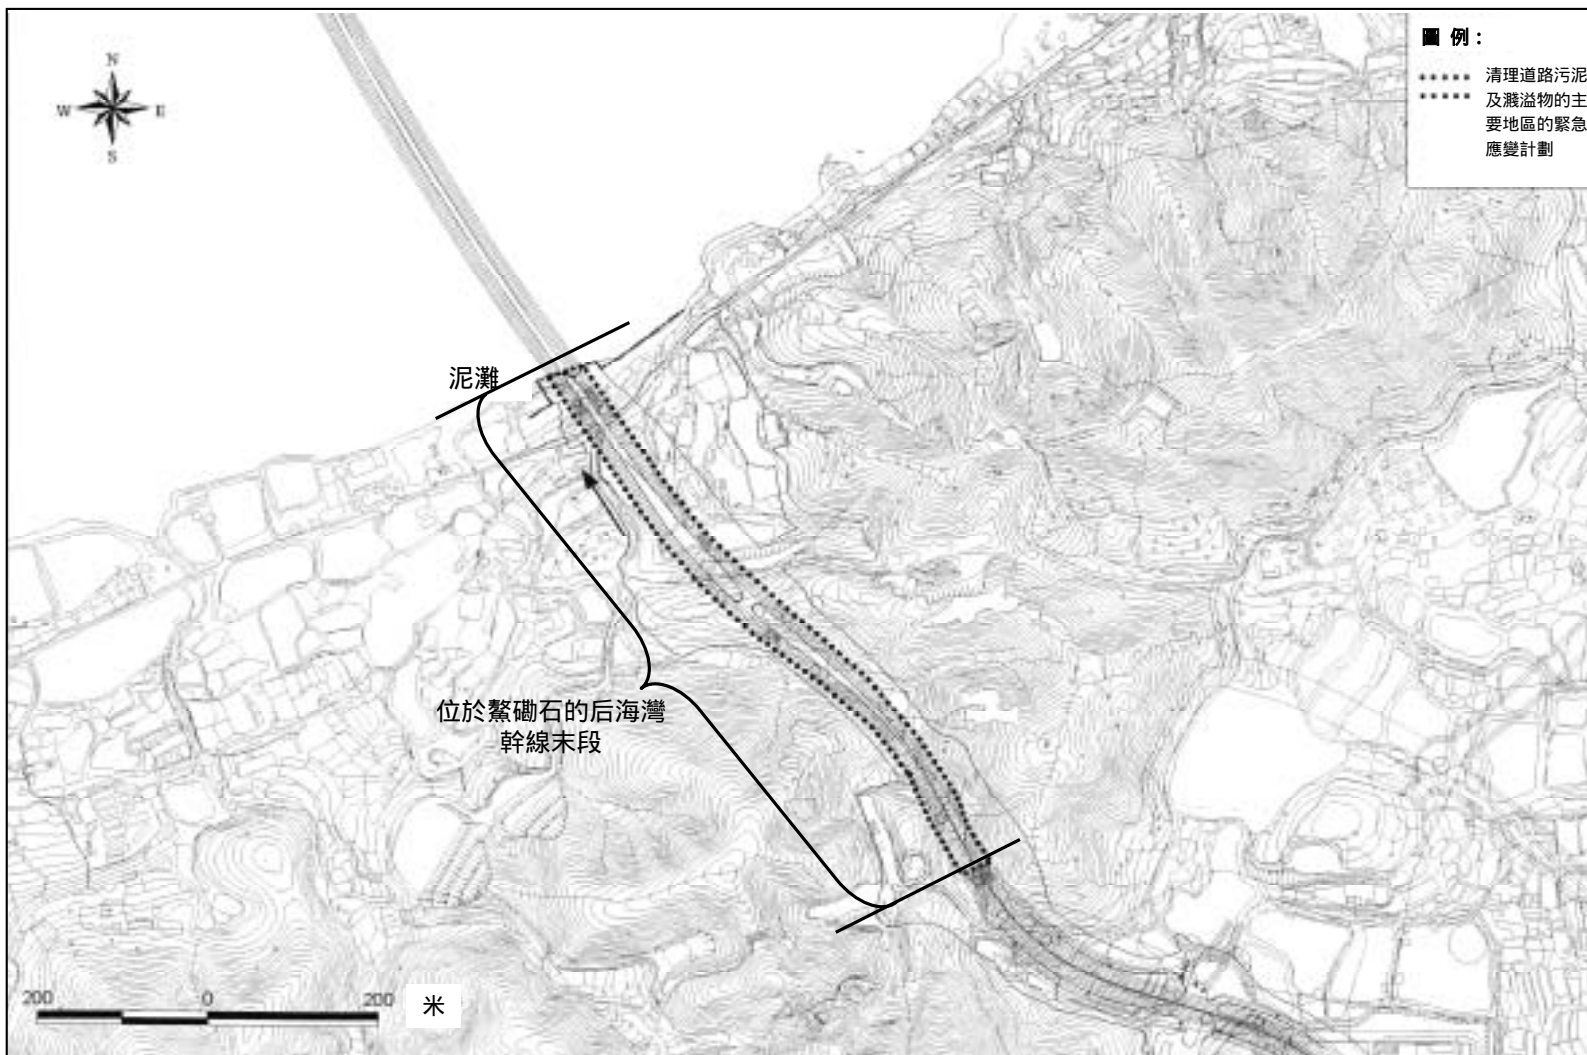 圖 例：
清理道路污泥
及濺溢物的主
要地區的緊急
應變計劃
N
W E
S
泥灘
位於鰲磡石的后海灣
幹線末段
200 0 200 米